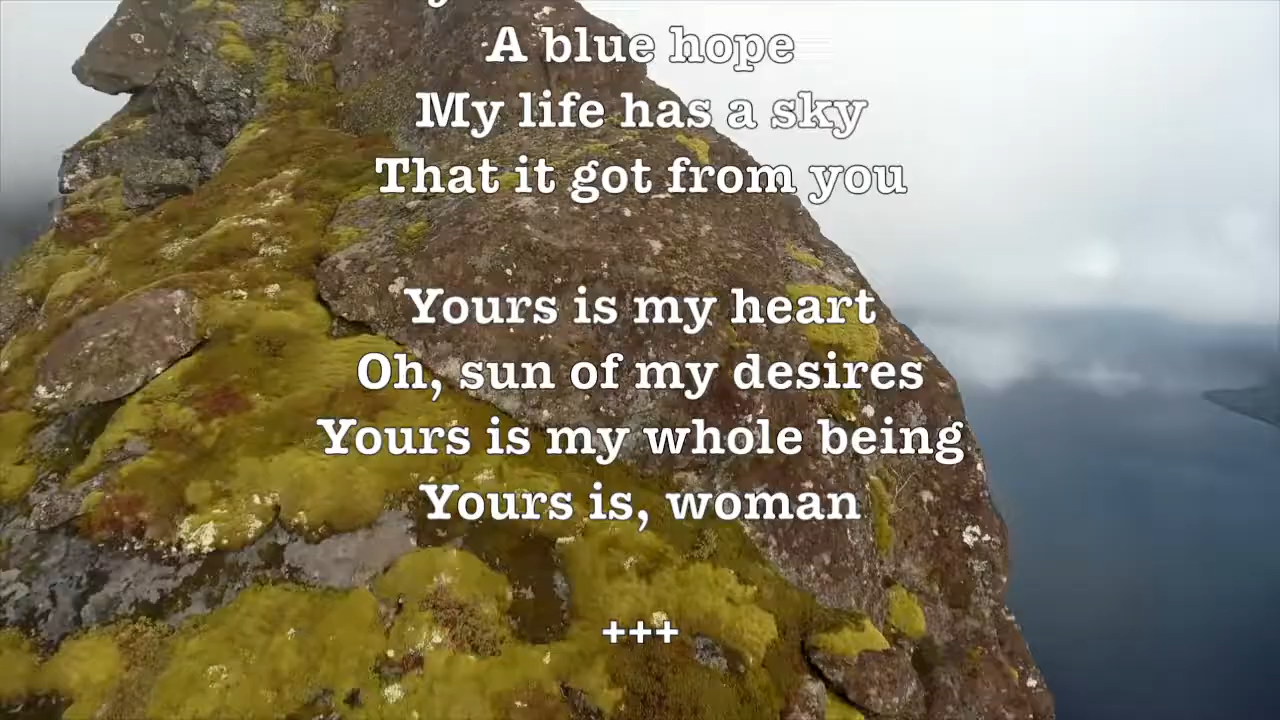 A blue hope
My life has a sky
That it got from you
Yours is my heart
Oh, sun of my desires
Yours is my whole being
Yours is, woman
+++